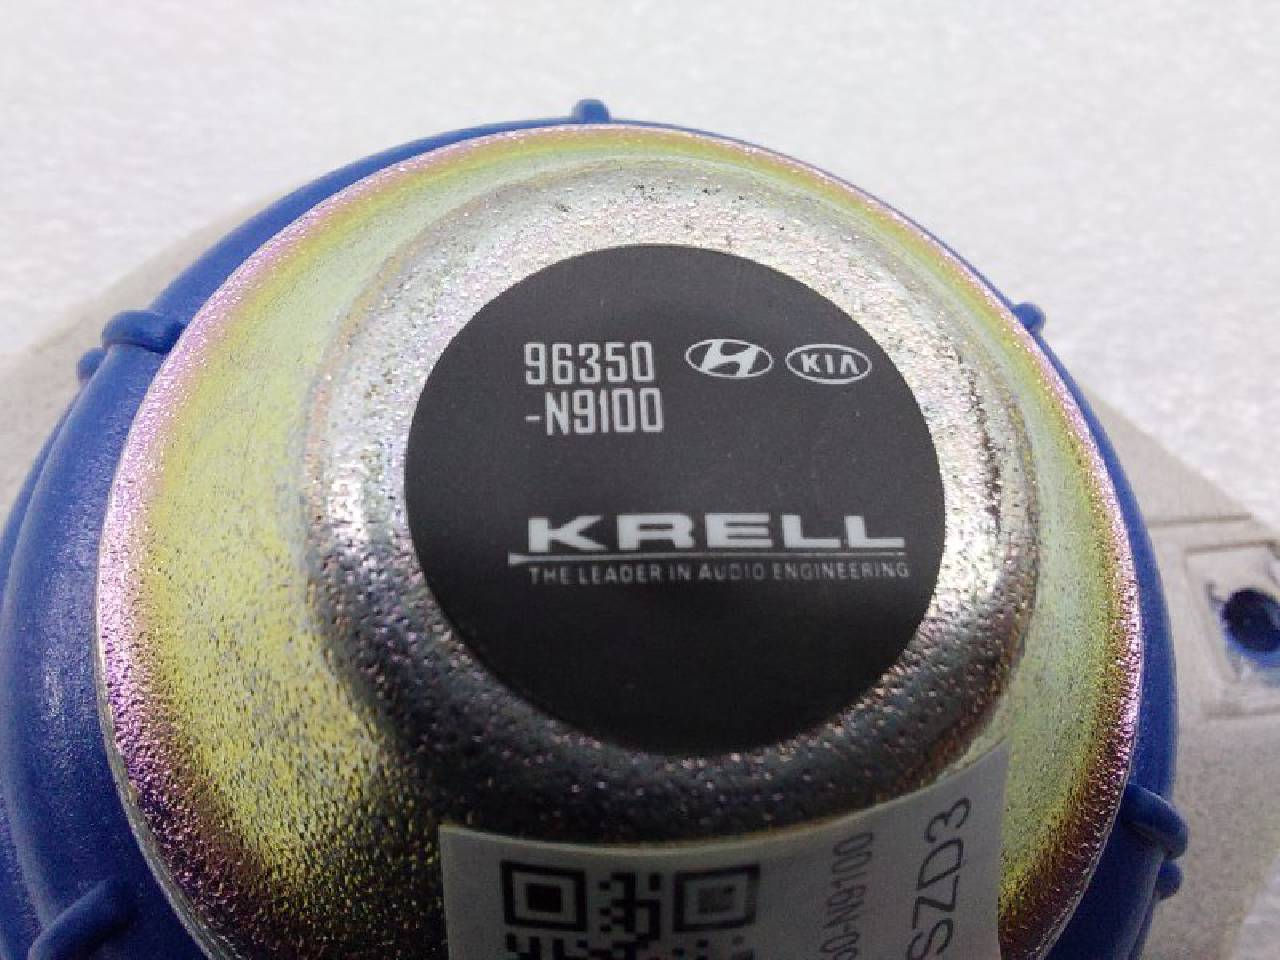 96350
-N9100
KIA
KRELL
THE LEADER IN AUDIO ENGINEERING
SZD3